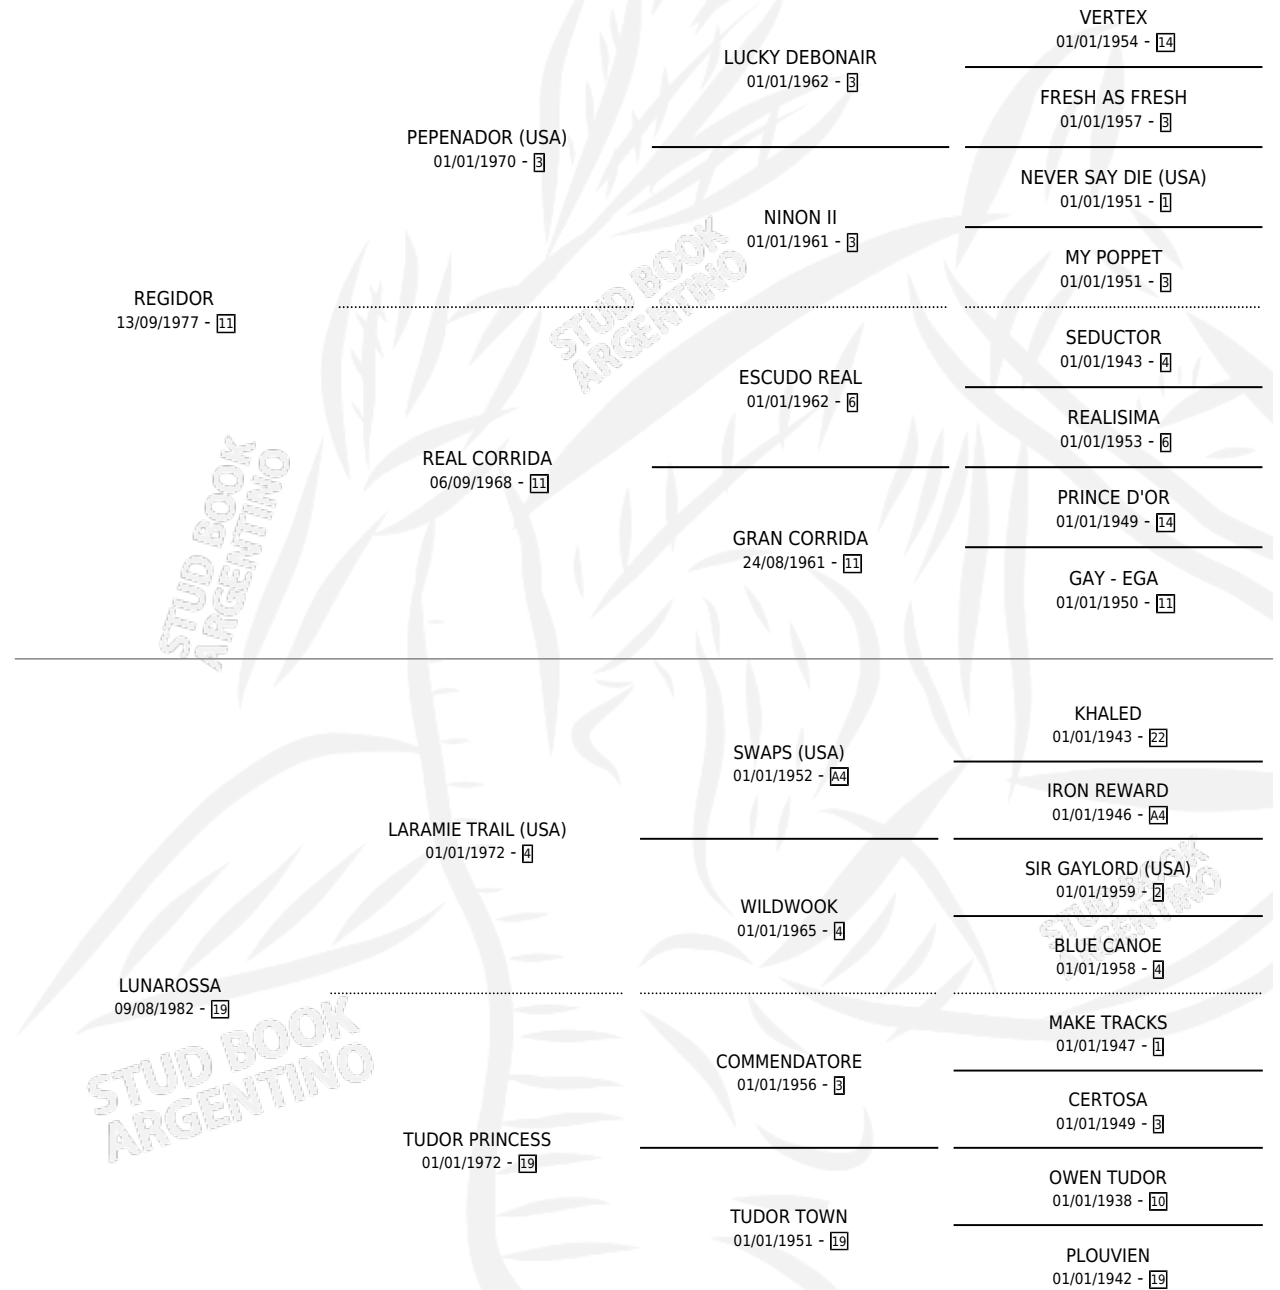 VERTEX
01/01/1954 - 14
LUCKY DEBONAIR
01/01/1962 - 3
FRESH AS FRESH
01/01/1957 - 3
PEPENADOR (USA)
01/01/1970 - 3
NEVER SAY DIE (USA)
01/01/1951 - 1
NINON II
01/01/1961 - 3
MY POPPET
01/01/1951 - 3
REGIDOR
13/09/1977 - 11
SEDUCTOR
01/01/1943 - 4
ESCUDO REAL
01/01/1962 - 6
REALISIMA
01/01/1953 - 6
REAL CORRIDA
06/09/1968 - 11
PRINCE D'OR
01/01/1949 - 14
GRAN CORRIDA
24/08/1961 - 11
GAY - EGA
01/01/1950 - 11
KHALED
01/01/1943 - 22
SWAPS (USA)
01/01/1952 - A4
IRON REWARD
01/01/1946 - A4
LARAMIE TRAIL (USA)
01/01/1972 - 4
SIR GAYLORD (USA)
01/01/1959 - 2
WILDWOOK
01/01/1965 - 4
BLUE CANOE
01/01/1958 - 4
LUNAROSSA
09/08/1982 - 19
MAKE TRACKS
01/01/1947 - 1
COMMENDATORE
01/01/1956 - 3
CERTOSA
01/01/1949 - 3
TUDOR PRINCESS
01/01/1972 - 19
OWEN TUDOR
01/01/1938 - 10
TUDOR TOWN
01/01/1951 - 19
PLOUVIEN
01/01/1942 - 19
STUD BOOK
ARGENTINO
STUD BOOK
ARGENTINO
STUD BOOK
ARGENTINO
STUD BOOK
ARGENTINO